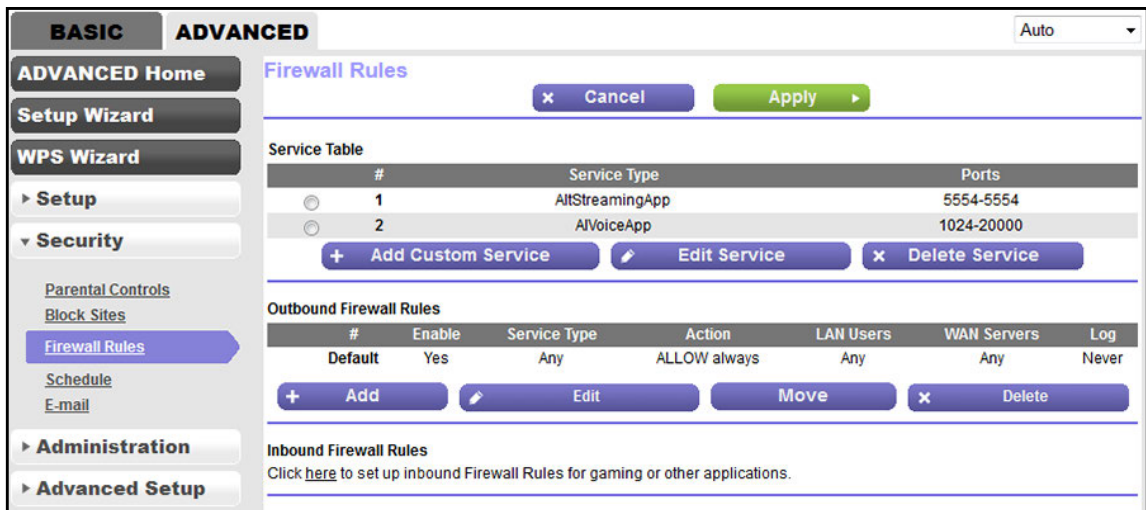 BASIC ADVANCED Auto
ADVANCED Home
Setup Wizard
WPS Wizard
Setup
Security
Parental Controls
Block Sites
Firewall Rules
Schedule
E-mail
Administration
Advanced Setup
Firewall Rules
Cancel Apply
Service Table
# Service Type Ports
1 AltStreamingApp 5554-5554
2 AlVoiceApp 1024-20000
Add Custom Service Edit Service Delete Service
Outbound Firewall Rules
# Enable Service Type Action LAN Users WAN Servers Log
Default Yes Any ALLOW always Any Any Never
Add Edit Move Delete
Inbound Firewall Rules
Click here to set up inbound Firewall Rules for gaming or other applications.